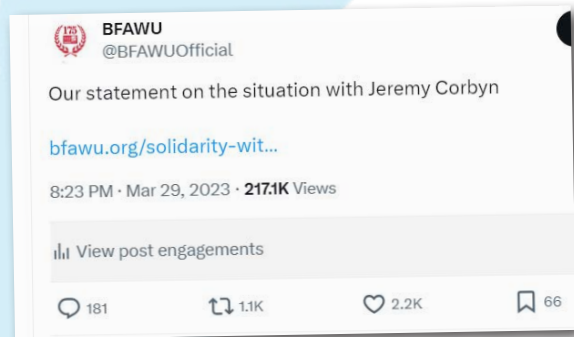 175
BFAWU
@BFAWUOfficial
Our statement on the situation with Jeremy Corbyn
bfawu.org/solidarity-wit...
8:23 PM · Mar 29, 2023 · 217.1K Views
View post engagements
181 1.1K 2.2K 66